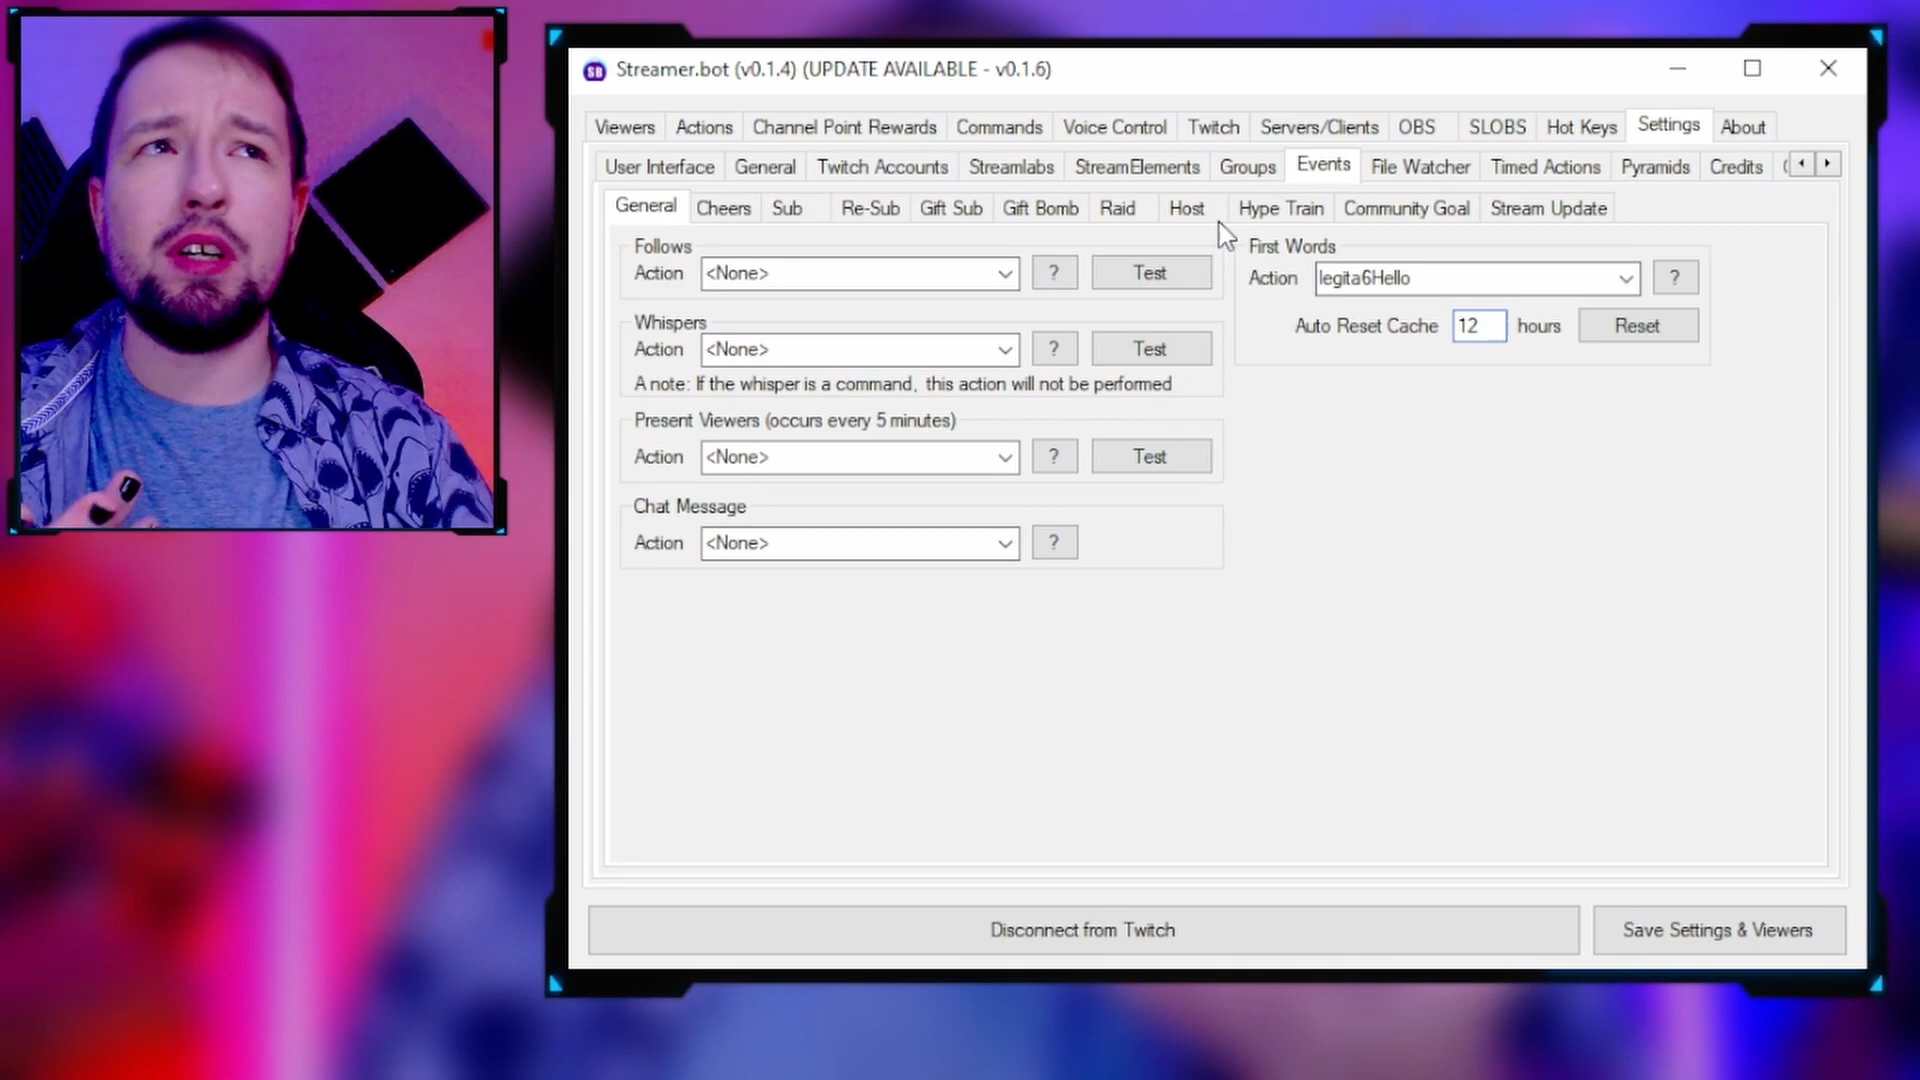 Streamer.bot (v0.1.4) (UPDATE AVAILABLE - v0.1.6)
Viewers Actions Channel Point Rewards Commands Voice Control Twitch Servers/Clients OBS SLOBS Hot Keys Settings About
User Interface General Twitch Accounts Streamlabs StreamElements Groups Events File Watcher Timed Actions Pyramids Credits
General Cheers Sub Re-Sub Gift Sub Gift Bomb Raid Host Hype Train Community Goal Stream Update
Follows
Action <None> ? Test
Whispers
Action <None> ? Test
A note: If the whisper is a command, this action will not be performed
Present Viewers (occurs every 5 minutes)
Action <None> ? Test
Chat Message
Action <None> ?
First Words
Action legita6Hello ?
Auto Reset Cache 12 hours Reset
Disconnect from Twitch Save Settings & Viewers